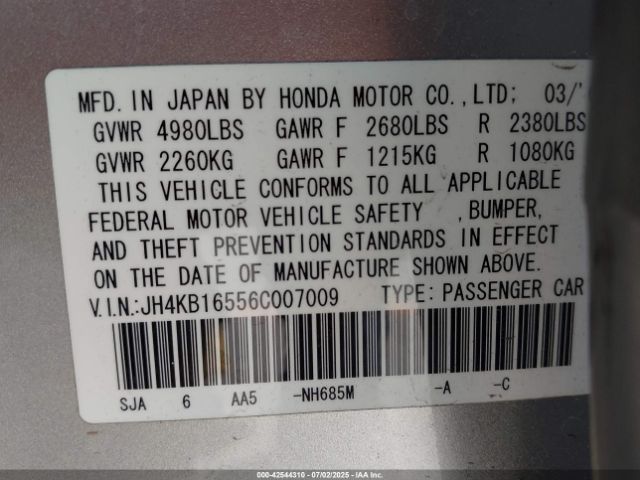 MFD. IN JAPAN BY HONDA MOTOR CO., LTD; 03/
GVWR 4980LBS GAWR F 2680LBS R 2380LBS
GVWR 2260KG GAWR F 1215KG R 1080KG
THIS VEHICLE CONFORMS TO ALL APPLICABLE
FEDERAL MOTOR VEHICLE SAFETY , BUMPER,
AND THEFT PREVENTION STANDARDS IN EFFECT
ON THE DATE OF MANUFACTURE SHOWN ABOVE.
V.I.N.:JH4KB16556C007009 TYPE: PASSENGER CAR
SJA 6 AA5 -NH685M -A -C
000-42544310 - 07/02/2025 - IAAI.com